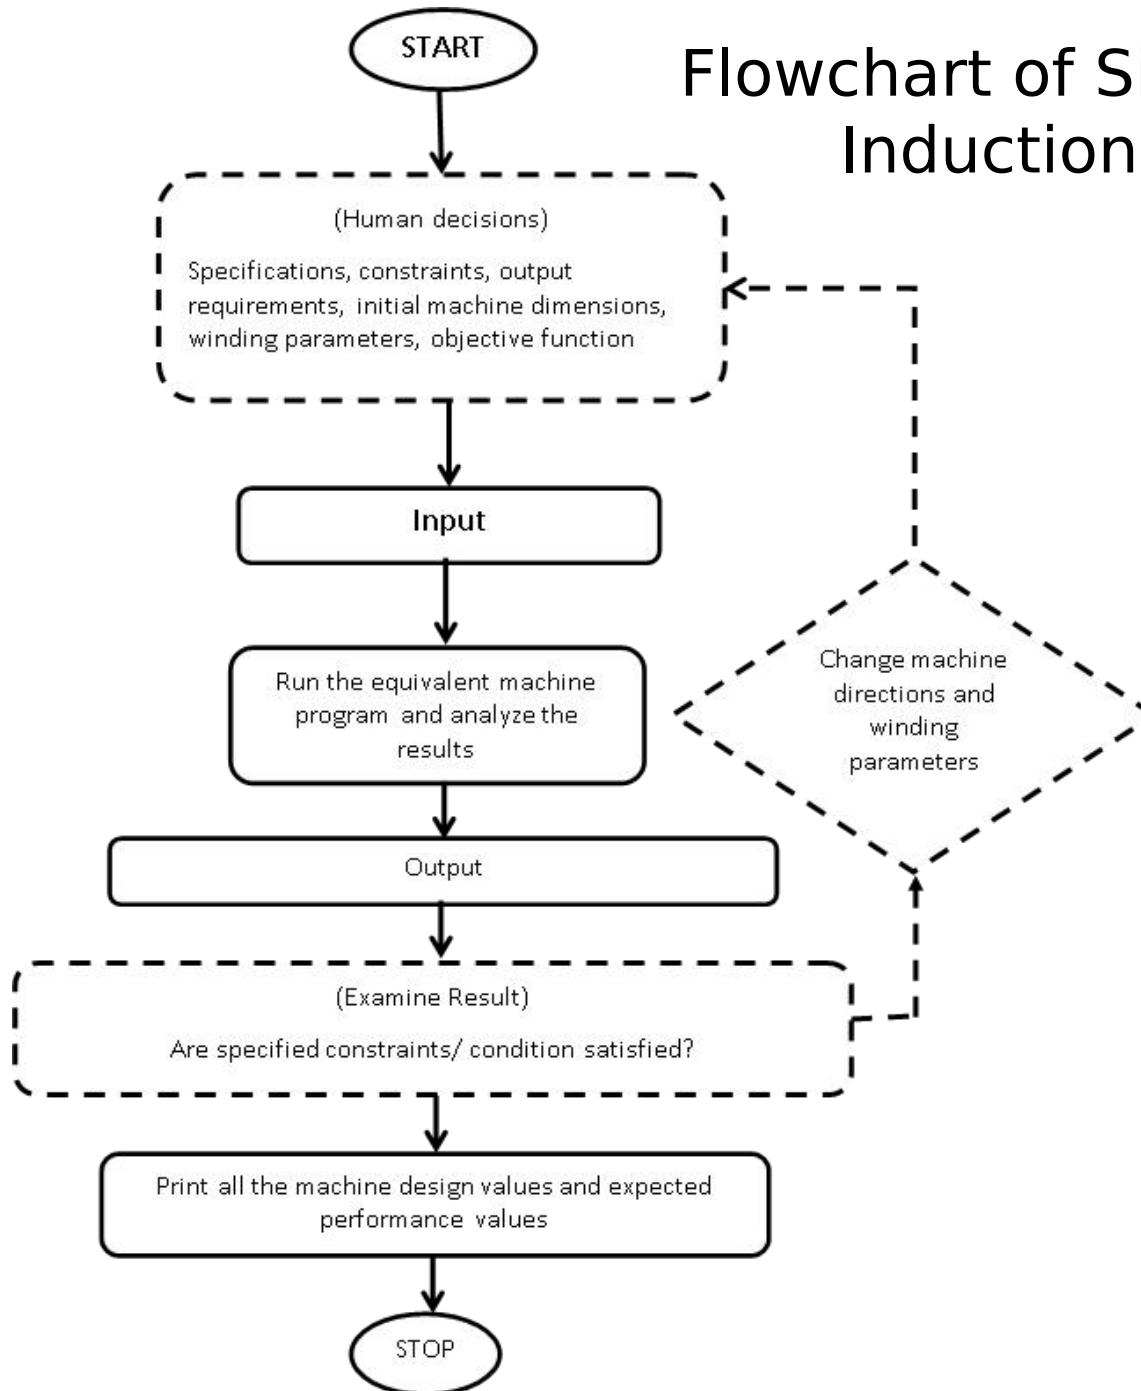 START
Flowchart of
Induction
(Human decisions)
Specifications, constraints, output
requirements, initial machine dimensions,
winding parameters, objective function
Input
Run the equivalent machine
program and analyze the
results
Change machine
directions and
winding
parameters
Output
(Examine Result)
Are specified constraints/ condition satisfied?
Print all the machine design values and expected
performance values
STOP